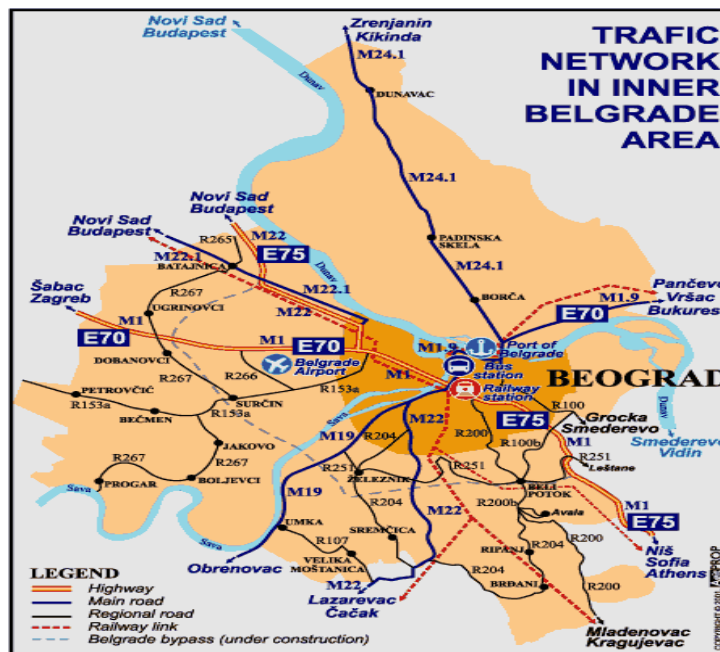 TRAFIC
NETWORK
IN INNER
BELGRADE
AREA
Novi Sad
Budapest
Zrenjanin
Kikinda
M24.1
Dunav
DUNAVAC
M24.1
Novi Sad
Budapest
Novi Sad
Budapest
M22
R265
E75
M22.1
BATAJNICA
Dunav
PADINSKA
SKELA
M24.1
Šabac
Zagreb
R267
UGRINOVCI
M22.1
M22
BORČA
Pančevo
Vršac
Bukurest
M1.9
E70
M1
E70
M1
E70
DOBANOVCI
Belgrade
Airport
M1.9
Port of
Belgrade
Bus
station
Railway
station
M1
BEOGRAD
Dunav
R266
R267
R153a
PETROVČIĆ
R153a
SURČIN
R153a
BEČMEN
Sava
M22
E75
R100
Grocka
Smederevo
Smederevo
Vidin
M19
R204
R200
R100b
M1
JAKOVO
R267
R267
PROGAR
BOLJEVCI
R251
ŽELEZNIK
R251
R251
Leštane
BELI
POTOK
Sava
M19
R204
M22
R200b
Avala
M1
E75
Sava
UMKA
SREMČICA
R107
VELIKA
MOŠTANICA
RIPANJ
R204
R200
Niš
Sofia
Athens
Obrenovac
M22
Lazarevac
Čačak
R204
BRĐANI
R200
Mladenovac
Kragujevac
LEGEND
Highway
Main road
Regional road
Railway link
Belgrade bypass (under construction)